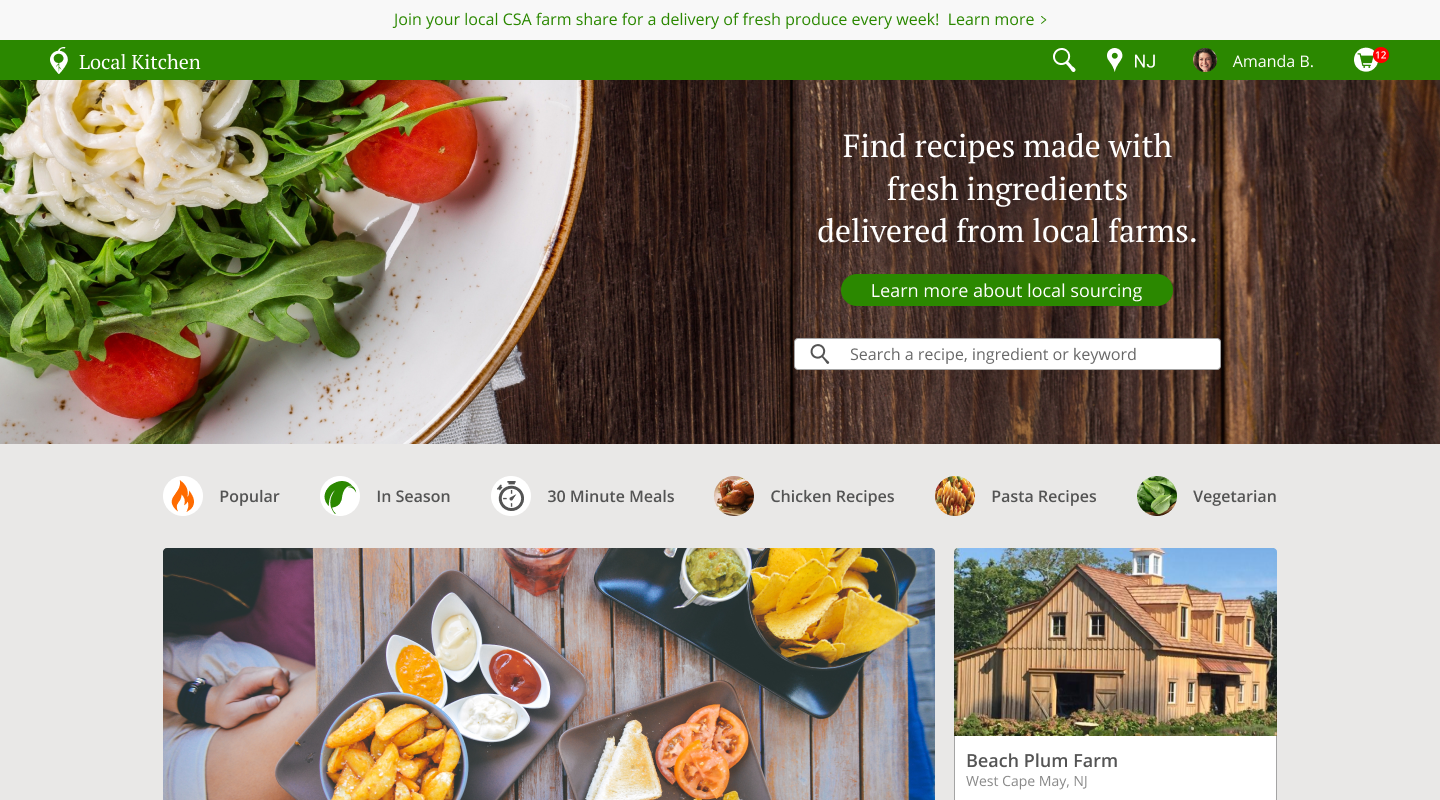 Join your local CSA farm share for a delivery of fresh produce every week! Learn more >
Local Kitchen
NJ
Amanda B.
12
Find recipes made with
fresh ingredients
delivered from local farms.
Learn more about local sourcing
Search a recipe, ingredient or keyword
Popular
In Season
30 Minute Meals
Chicken Recipes
Pasta Recipes
Vegetarian
Beach Plum Farm
West Cape May, NJ